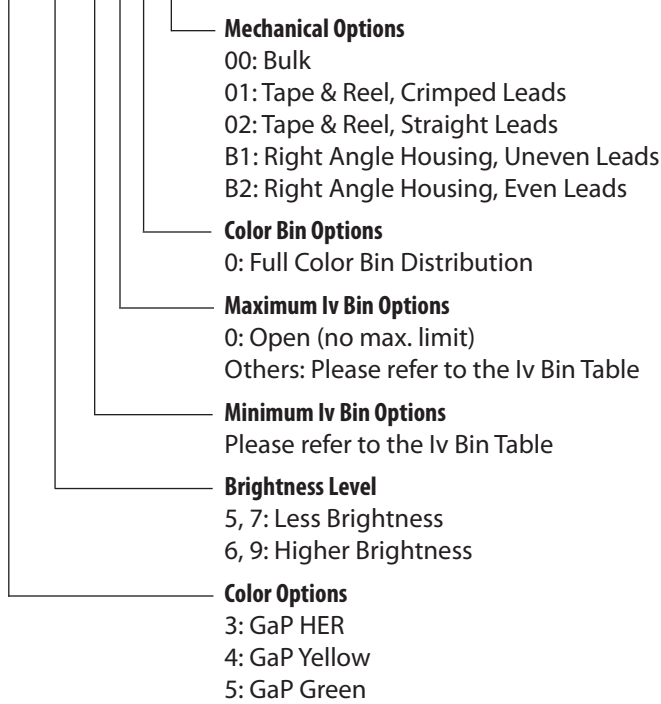 Mechanical Options
00: Bulk
01: Tape & Reel, Crimped Leads
02: Tape & Reel, Straight Leads
B1: Right Angle Housing, Uneven Leads
B2: Right Angle Housing, Even Leads
Color Bin Options
0: Full Color Bin Distribution
Maximum Iv Bin Options
0: Open (no max. limit)
Others: Please refer to the Iv Bin Table
Minimum Iv Bin Options
Please refer to the Iv Bin Table
Brightness Level
5, 7: Less Brightness
6, 9: Higher Brightness
Color Options
3: GaP HER
4: GaP Yellow
5: GaP Green